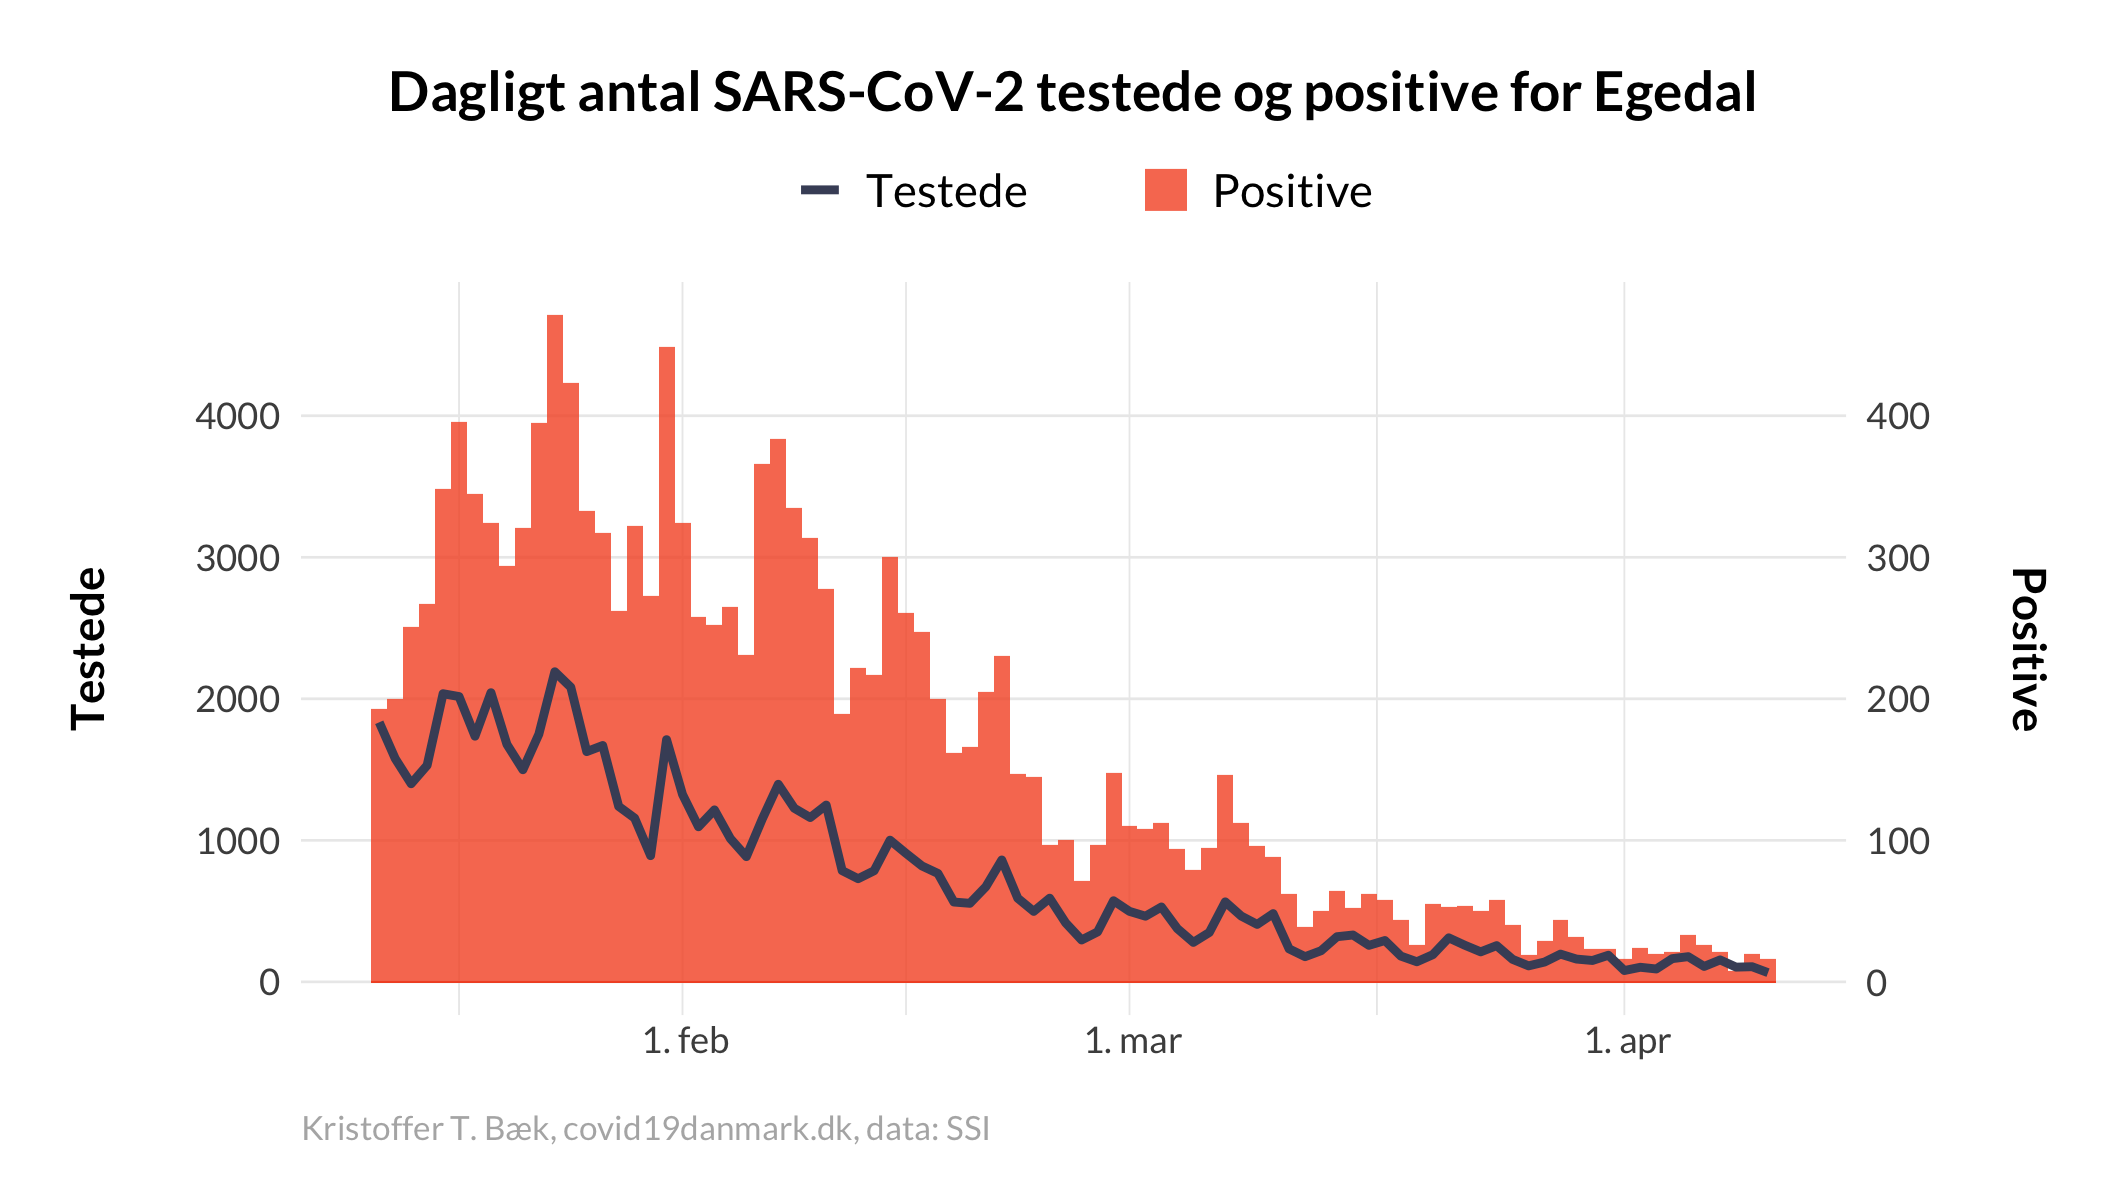 Dagligt antal SARS-CoV-2 testede og positive for Egedal
Testede
Positive
Testede
4000
3000
2000
1000
0
400
300
200
100
0
Positive
1. feb
1. mar
1. apr
Kristoffer T. Bæk, covid19danmark.dk, data: SSI